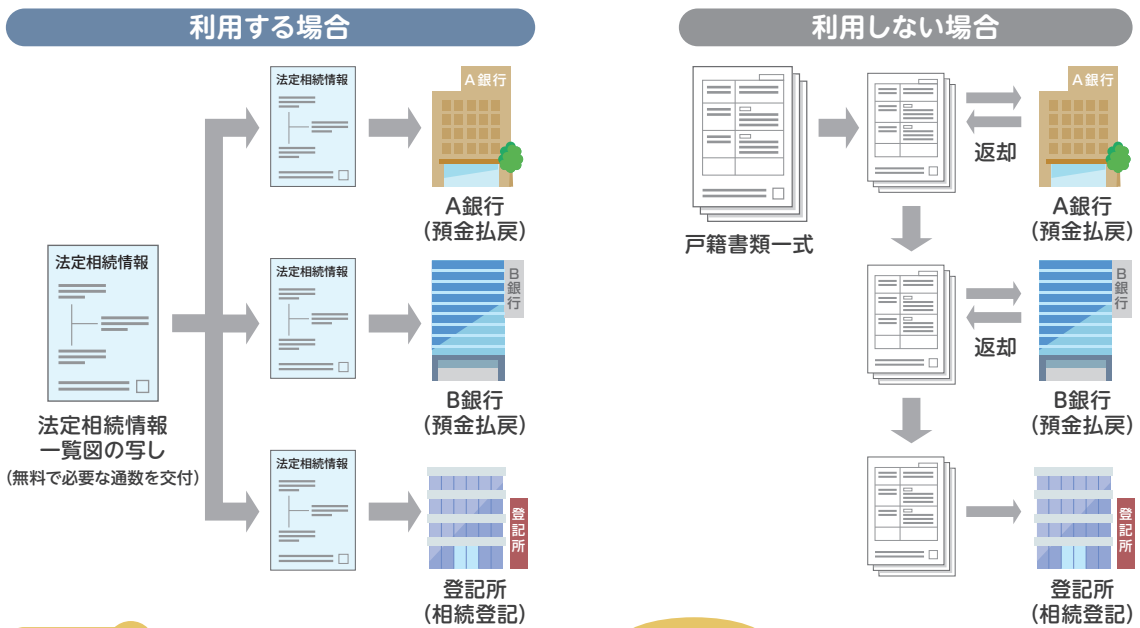 利用する場合
法定相続情報
一覧図の写し
(無料で必要な通数を交付)
法定相続情報
法定相続情報
A銀行
A銀行
(預金払戻)
法定相続情報
B銀行
B銀行
(預金払戻)
法定相続情報
登記所
登記所
(相続登記)
利用しない場合
戸籍書類一式
返却
A銀行
A銀行
(預金払戻)
返却
B銀行
B銀行
(預金払戻)
登記所
登記所
(相続登記)